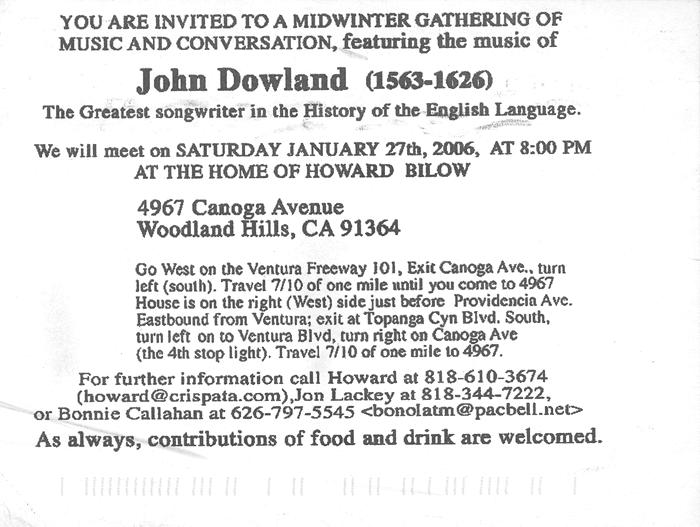 YOU ARE INVITED TO A MIDWINTER GATHERING OF
MUSIC AND CONVERSATION, featuring the music of
John Dowland (1563-1626)
The Greatest songwriter in the History of the English Language.
We will meet on SATURDAY JANUARY 27th, 2006, AT 8:00 PM
AT THE HOME OF HOWARD BILOW
4967 Canoga Avenue
Woodland Hills, CA 91364
Go West on the Ventura Freeway 101, Exit Canoga Ave., turn
left (south). Travel 7/10 of one mile until you come to 4967
House is on the right (West) side just before Providencia Ave.
Eastbound from Ventura; exit at Topanga Cyn Blvd. South,
turn left on to Ventura Blvd, turn right on Canoga Ave
(the 4th stop light). Travel 7/10 of one mile to 4967.
For further information call Howard at 818-610-3674
(howard@crispata.com),Jon Lackey at 818-344-7222,
or Bonnie Callahan at 626-797-5545 <bonolatm@pacbell.net>
As always, contributions of food and drink are welcomed.